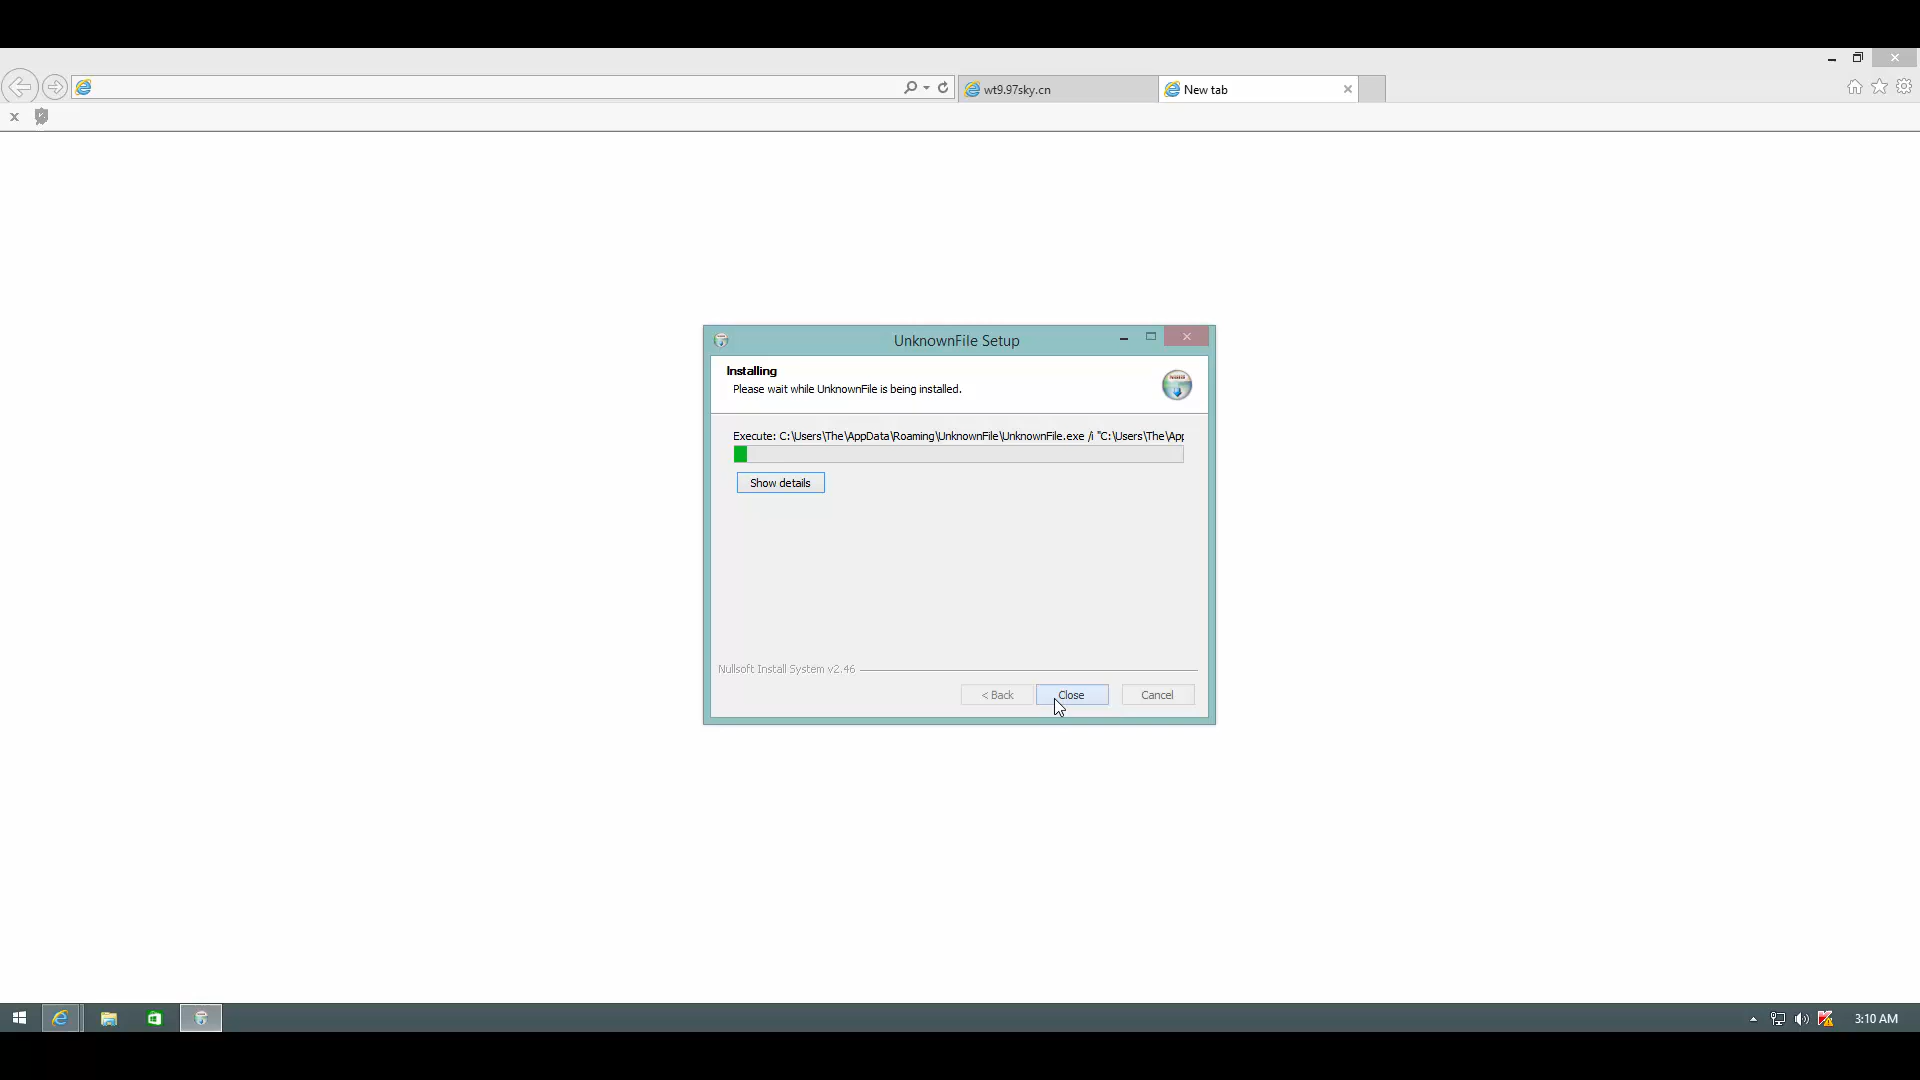 wt9.97sky.cn
New tab
UnknownFile Setup
Installing
Please wait while UnknownFile is being installed.
Execute: C:\Users\The\AppData\Roaming\UnknownFile\UnknownFile.exe /i "C:\Users\The\App
Show details
Nullsoft Install System v2.46
< Back
Close
Cancel
3:10 AM